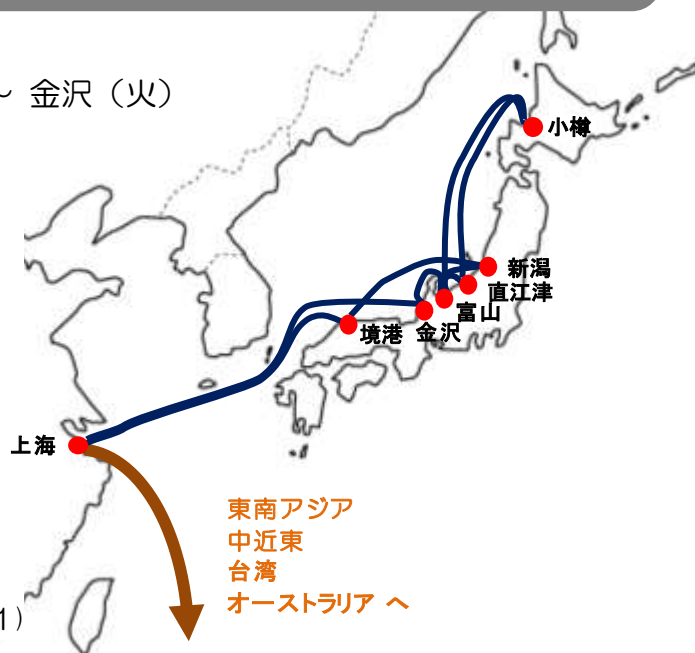 ～ 金沢（火）
小樽
新潟
直江津
富山
境港
金沢
上海
東南アジア
中近東
台湾
オーストラリア へ
1）